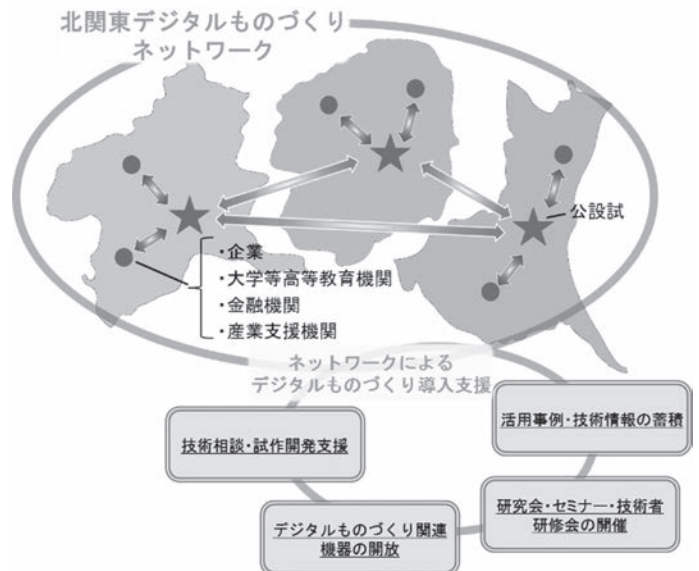 北関東デジタルものづくり
ネットワーク
公設試
・企業
・大学等高等教育機関
・金融機関
・産業支援機関
ネットワークによる
デジタルものづくり導入支援
技術相談・試作開発支援
活用事例・技術情報の蓄積
デジタルものづくり関連
機器の開放
研究会・セミナー・技術者
研修会の開催